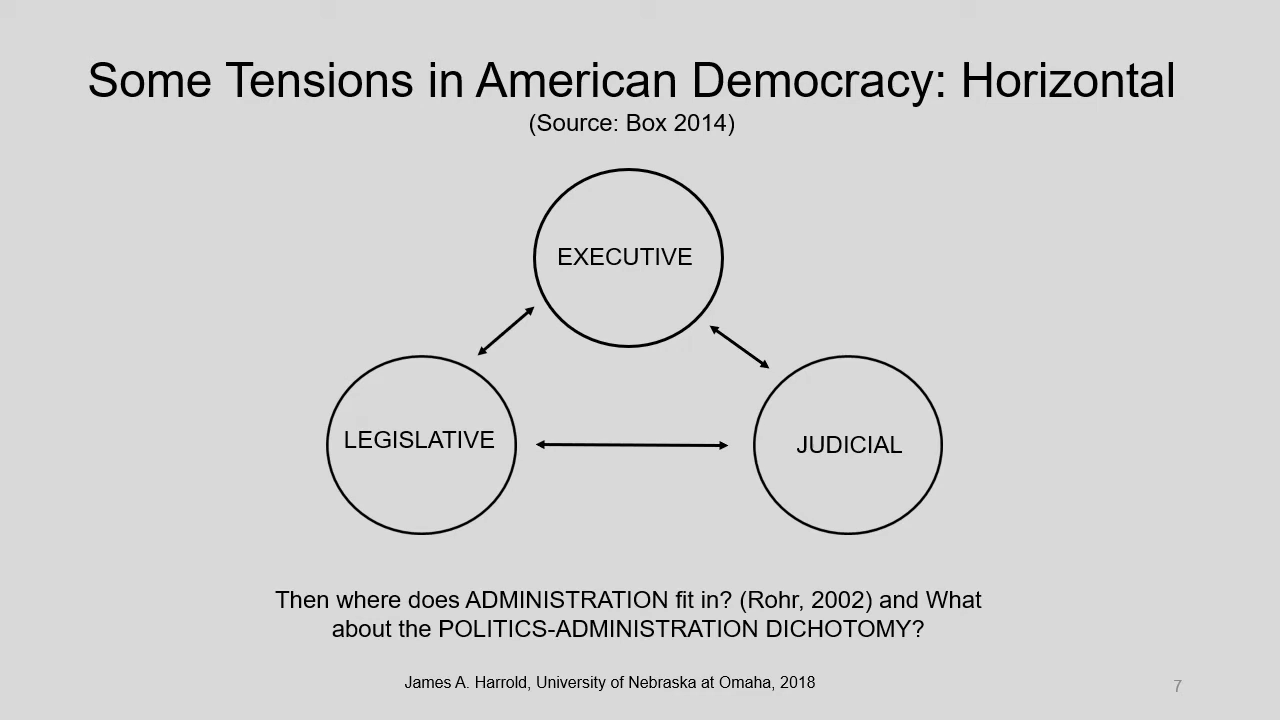 Some Tensions in American Democracy: Horizontal
(Source: Box 2014)
EXECUTIVE
LEGISLATIVE
JUDICIAL
Then where does ADMINISTRATION fit in? (Rohr, 2002) and What
about the POLITICS-ADMINISTRATION DICHOTOMY?
James A. Harrold, University of Nebraska at Omaha, 2018
7